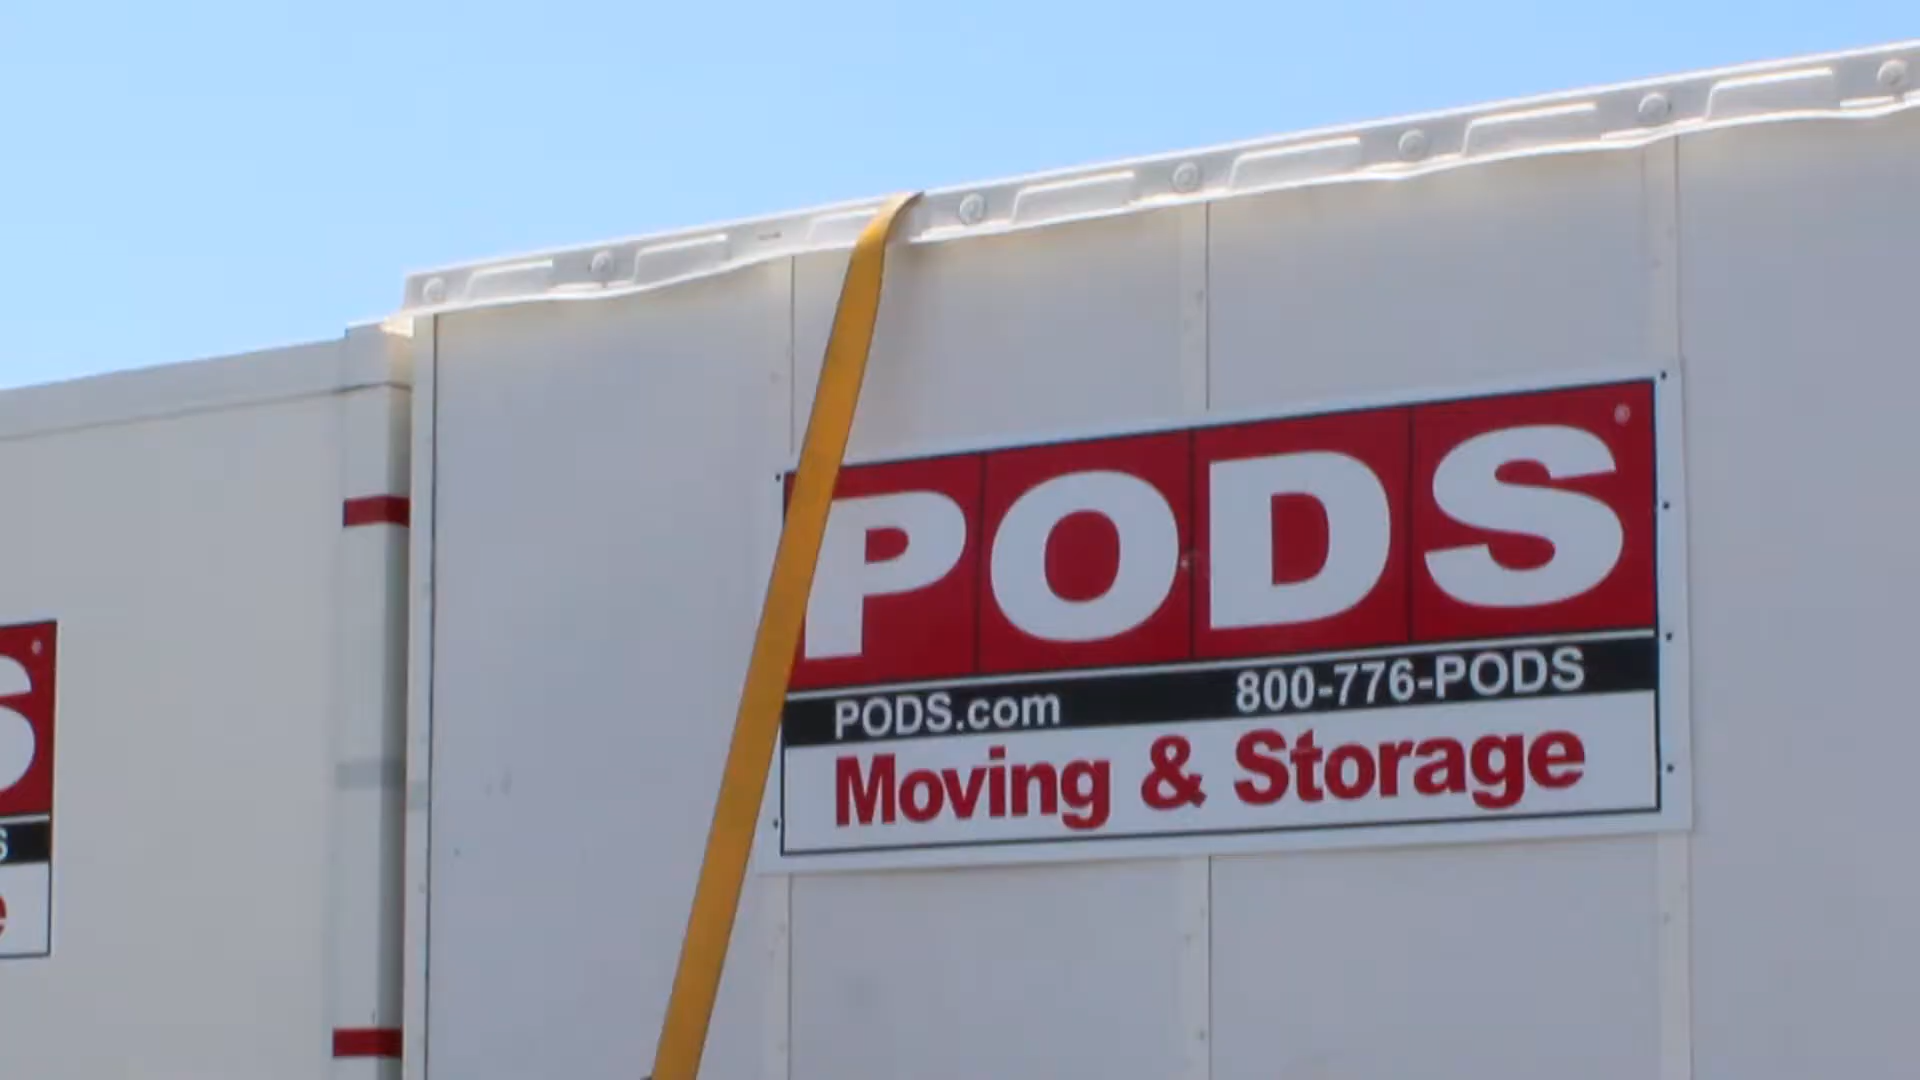 PODS®
PODS.com 800-776-PODS
Moving & Storage
S®
S
e